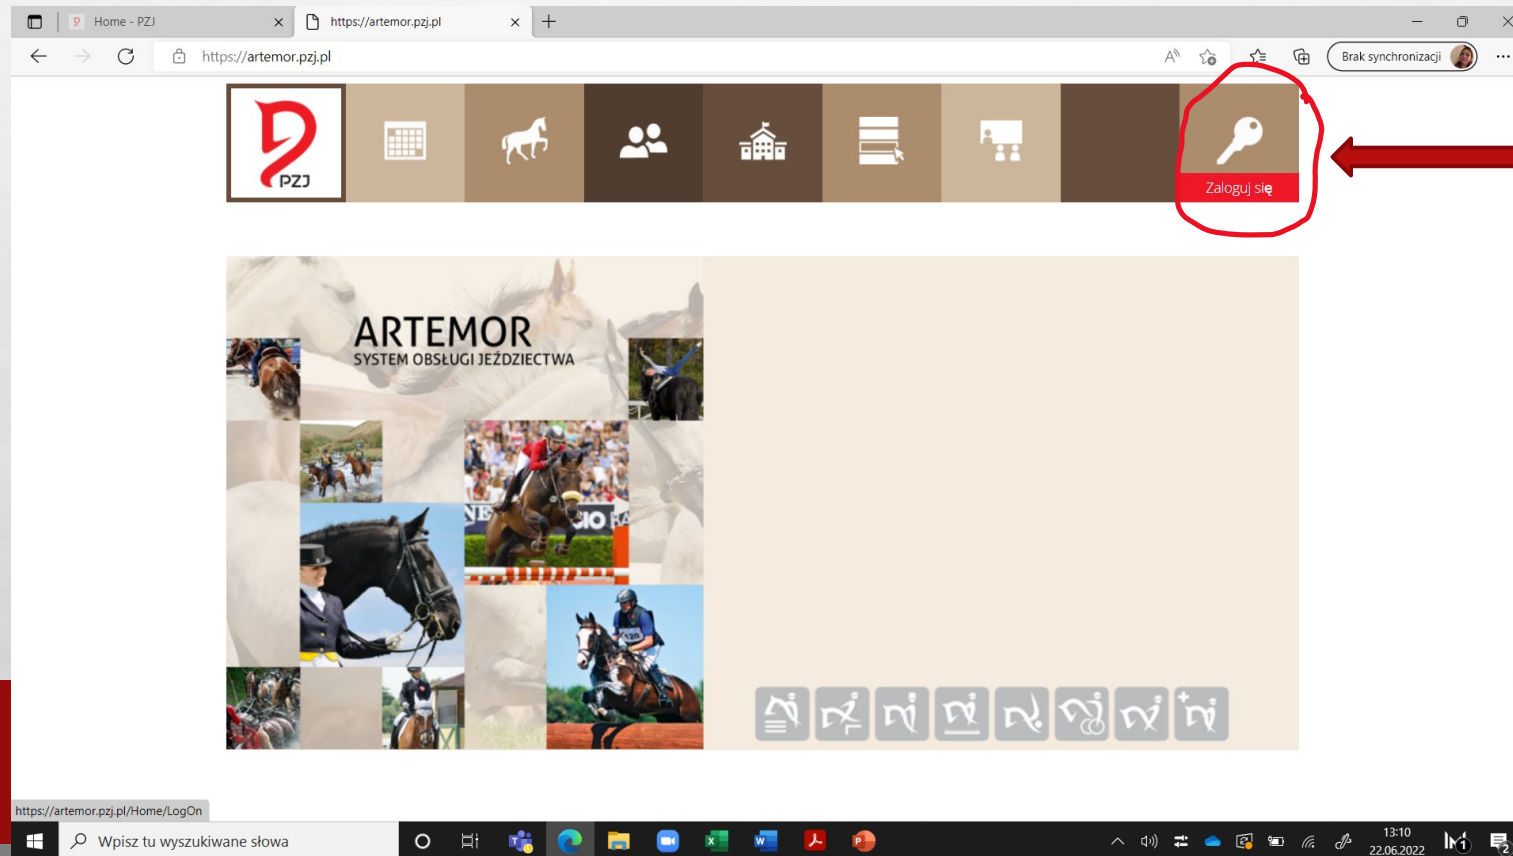 Home - PZJ
https://artemor.pzj.pl
https://artemor.pzj.pl
Brak synchronizacji
PZJ
Zaloguj się
ARTEMOR
SYSTEM OBSŁUGI JEŹDZIECTWA
120
https://artemor.pzj.pl/Home/LogOn
Wpisz tu wyszukiwane słowa
13:10
22.06.2022